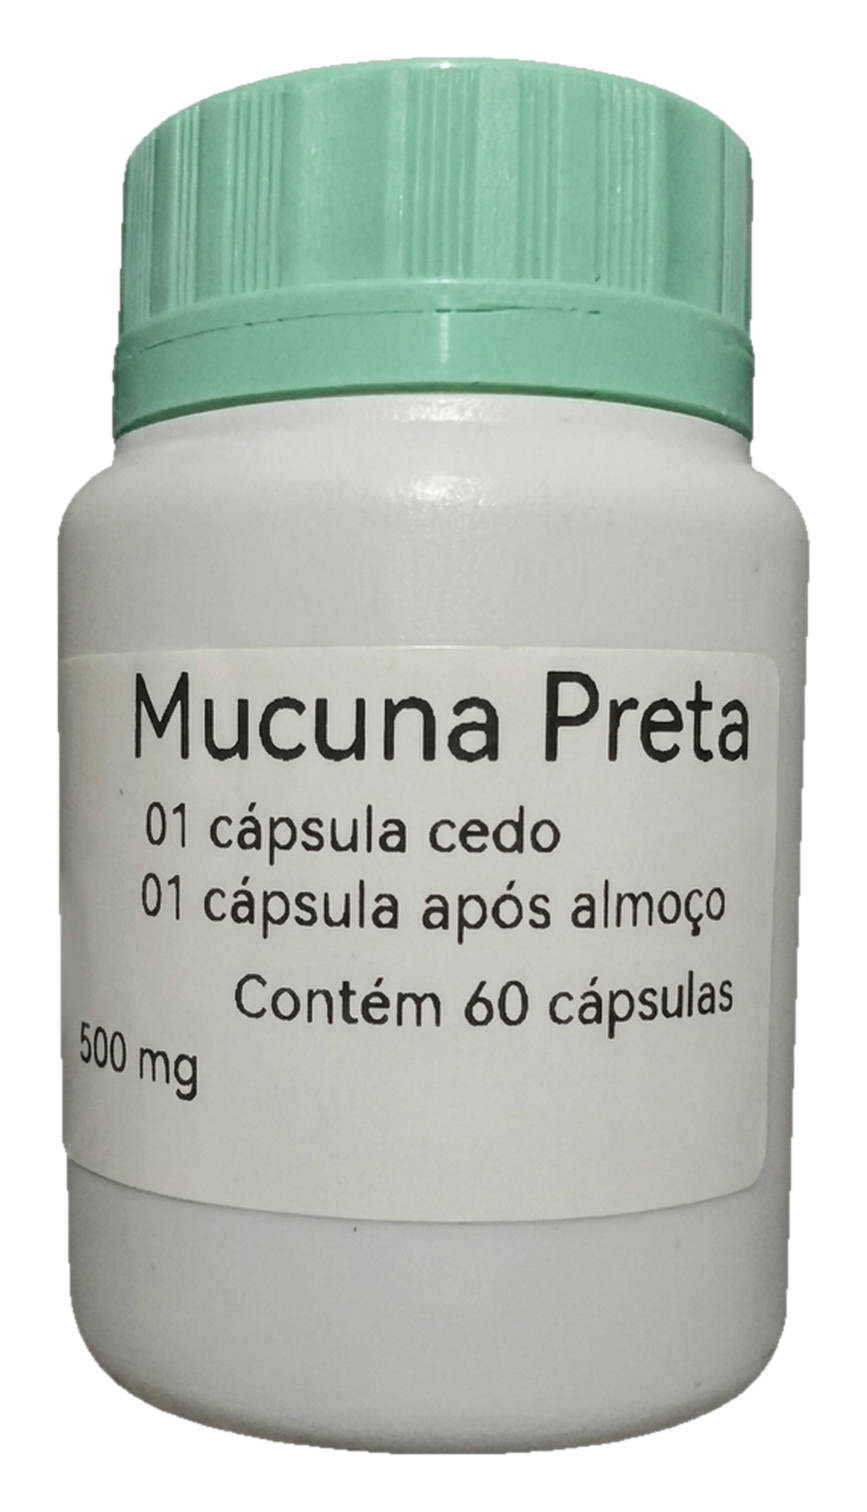 Mucuna Preta
01 cápsula cedo
01 cápsula após almoço
Contém 60 cápsulas
500 mg